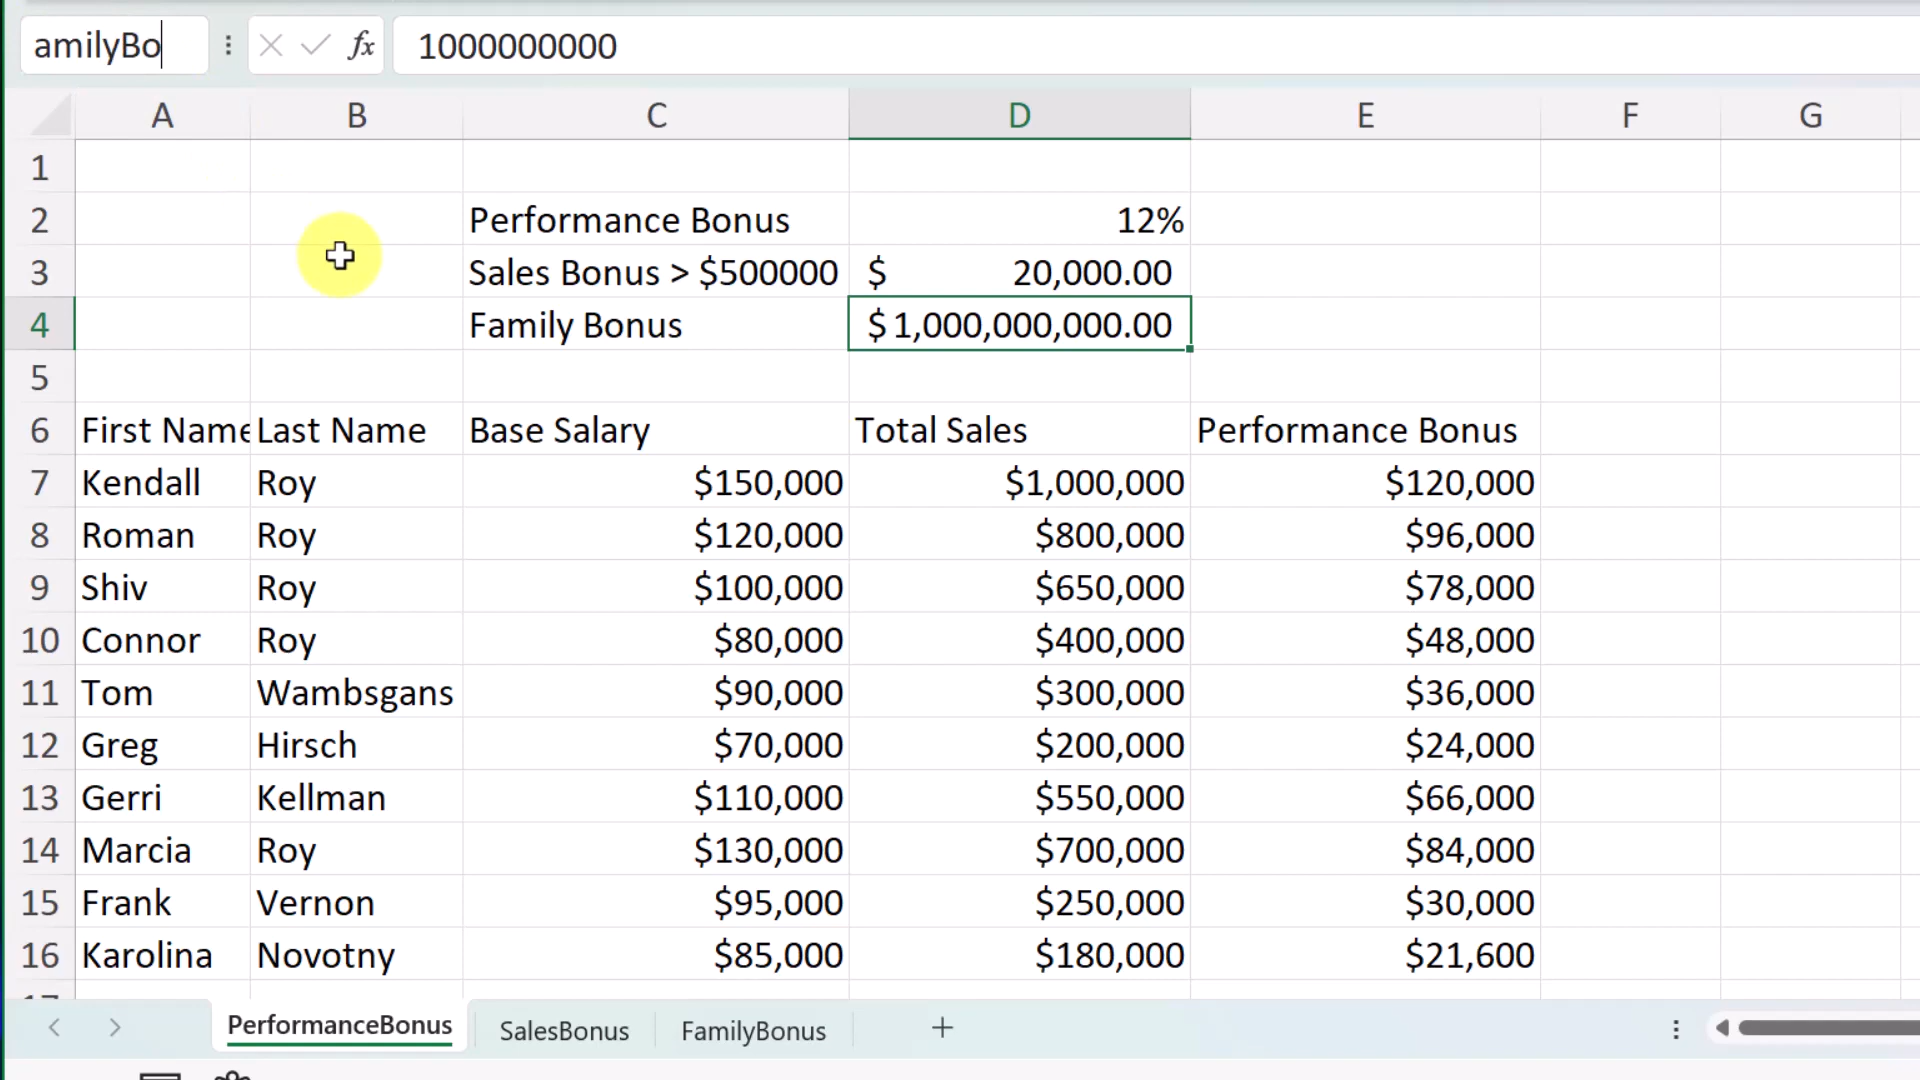 amilyBo fx 1000000000
A B C D E F G
1
2 Performance Bonus 12%
3 Sales Bonus > $500000 $ 20,000.00
4 Family Bonus $ 1,000,000,000.00
5
6 First Name Last Name Base Salary Total Sales Performance Bonus
7 Kendall Roy $150,000 $1,000,000 $120,000
8 Roman Roy $120,000 $800,000 $96,000
9 Shiv Roy $100,000 $650,000 $78,000
10 Connor Roy $80,000 $400,000 $48,000
11 Tom Wambsgans $90,000 $300,000 $36,000
12 Greg Hirsch $70,000 $200,000 $24,000
13 Gerri Kellman $110,000 $550,000 $66,000
14 Marcia Roy $130,000 $700,000 $84,000
15 Frank Vernon $95,000 $250,000 $30,000
16 Karolina Novotny $85,000 $180,000 $21,600
PerformanceBonus SalesBonus FamilyBonus